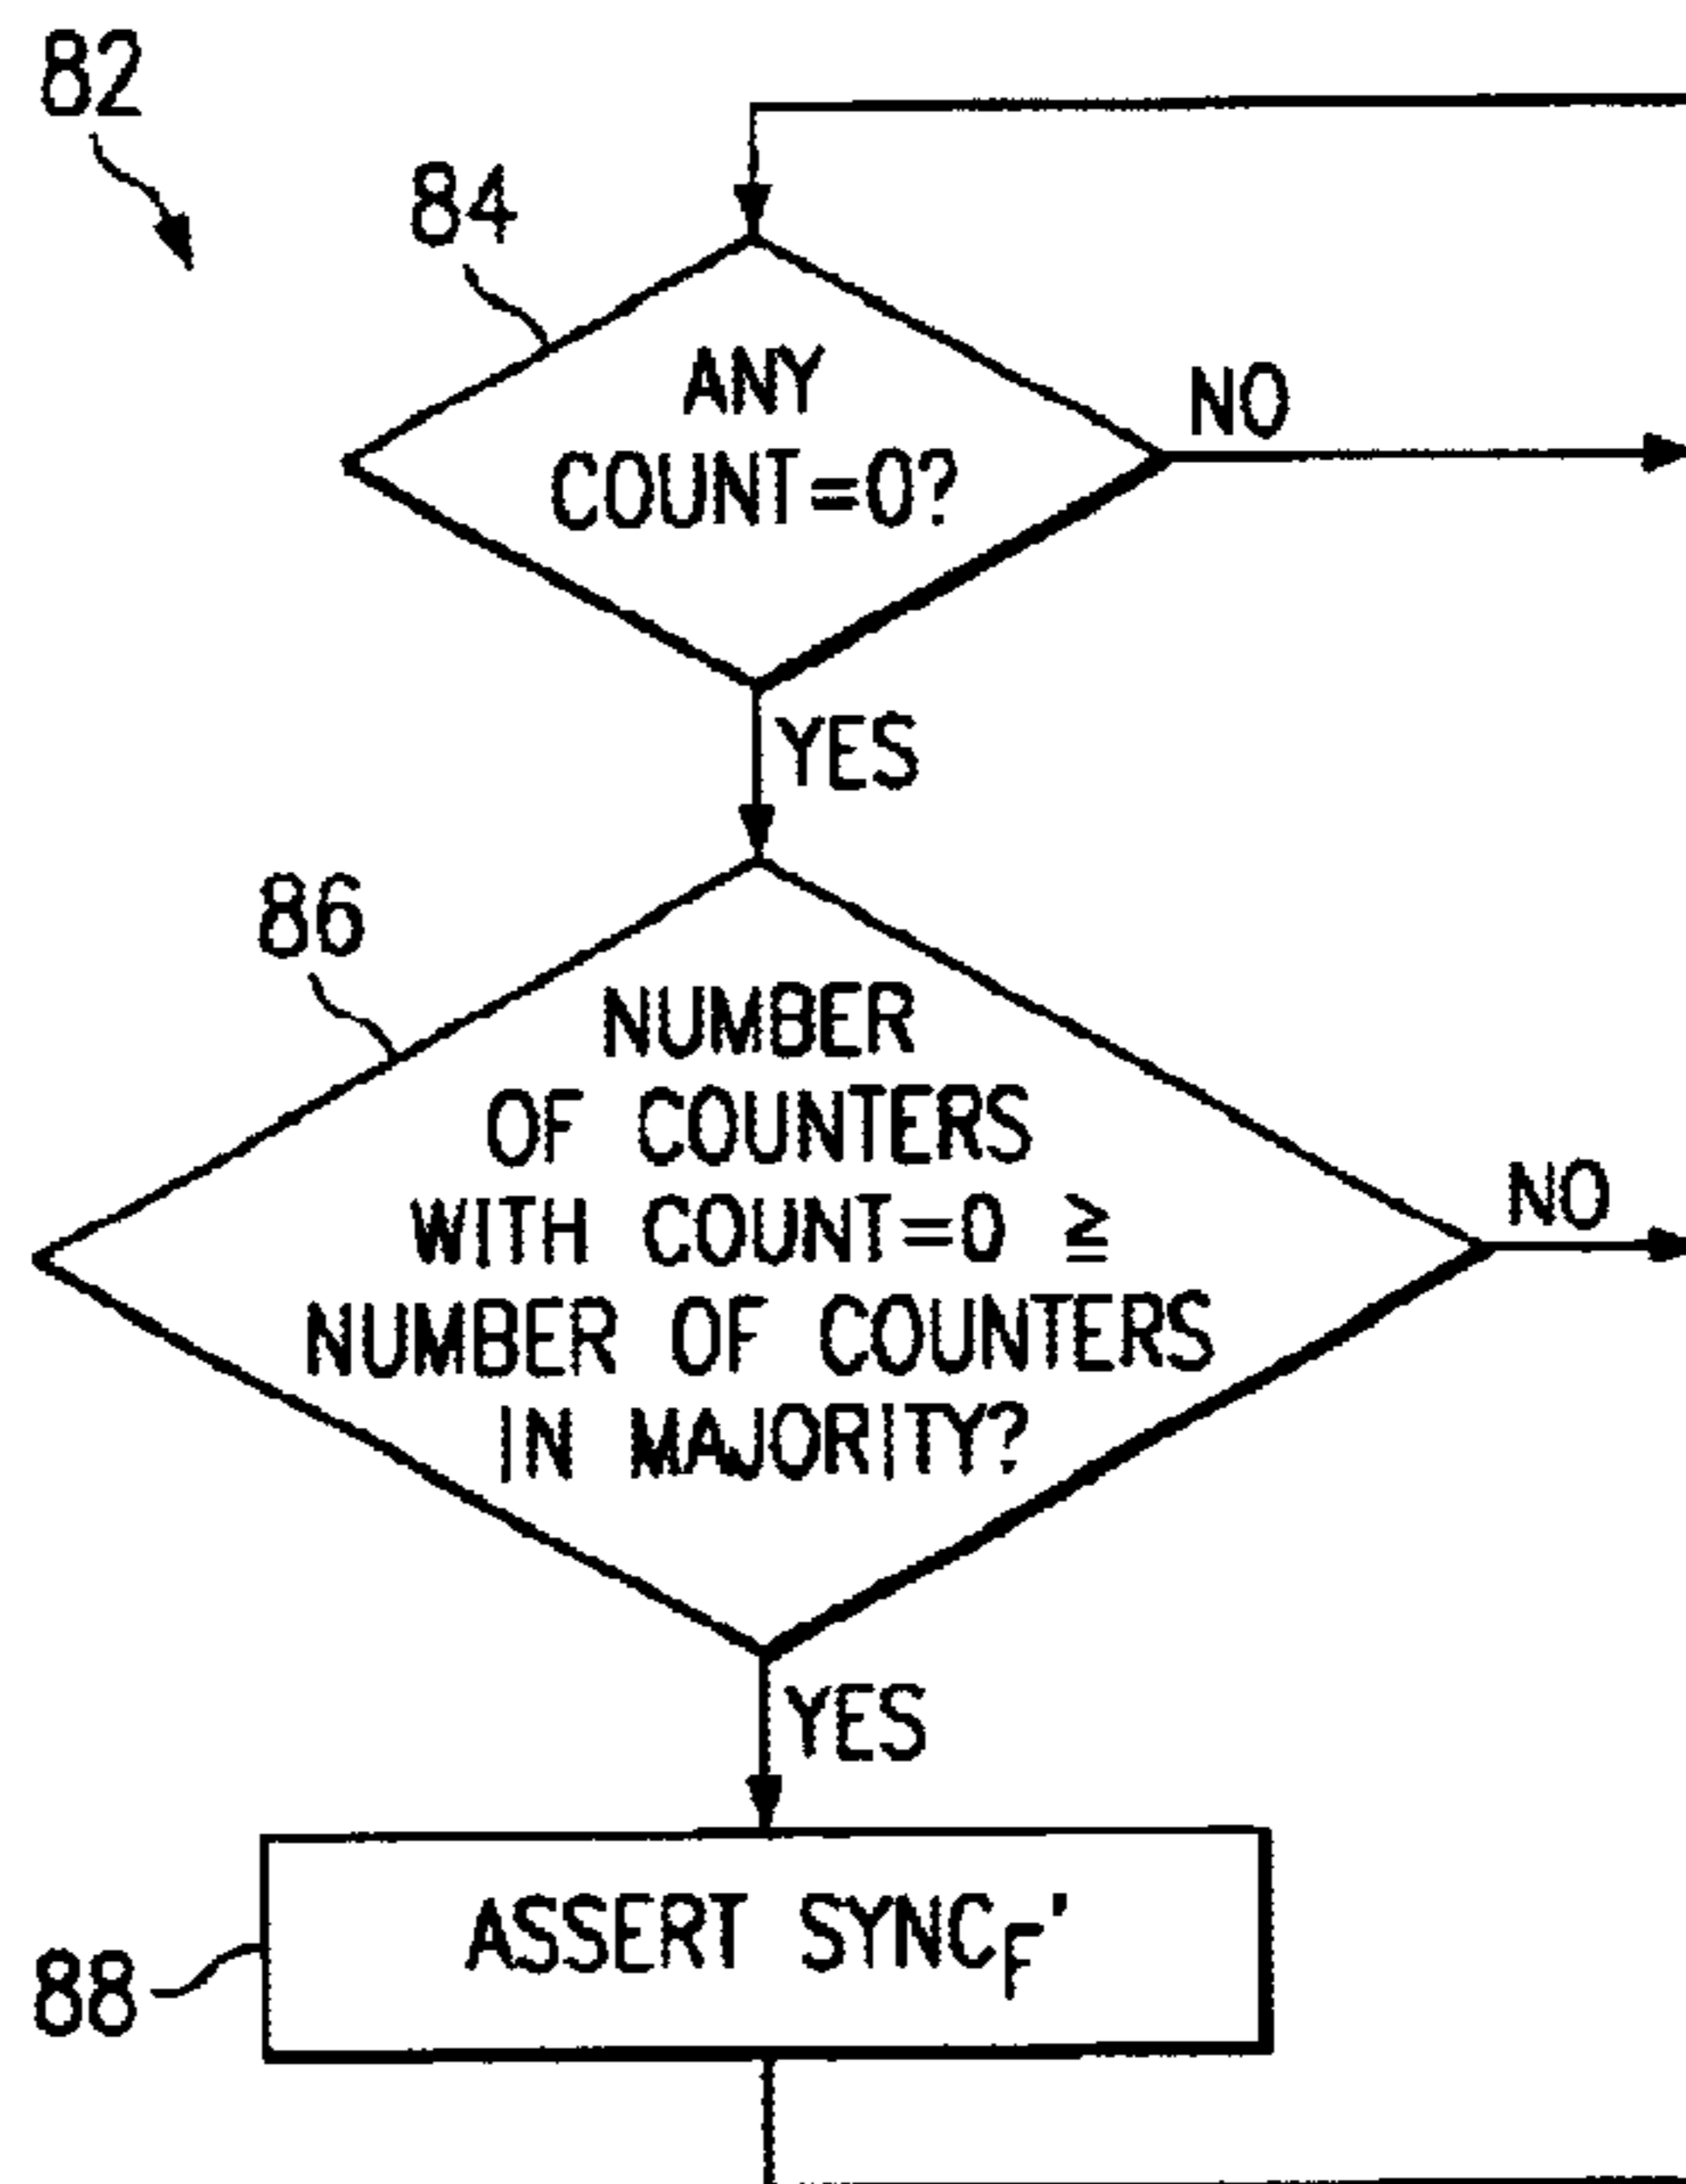 82
84
ANY
COUNT=0?
NO
YES
86
NUMBER
OF COUNTERS
WITH COUNT=0 ≧
NUMBER OF COUNTERS
IN MAJORITY?
NO
YES
ASSERT SYNC_F'
88